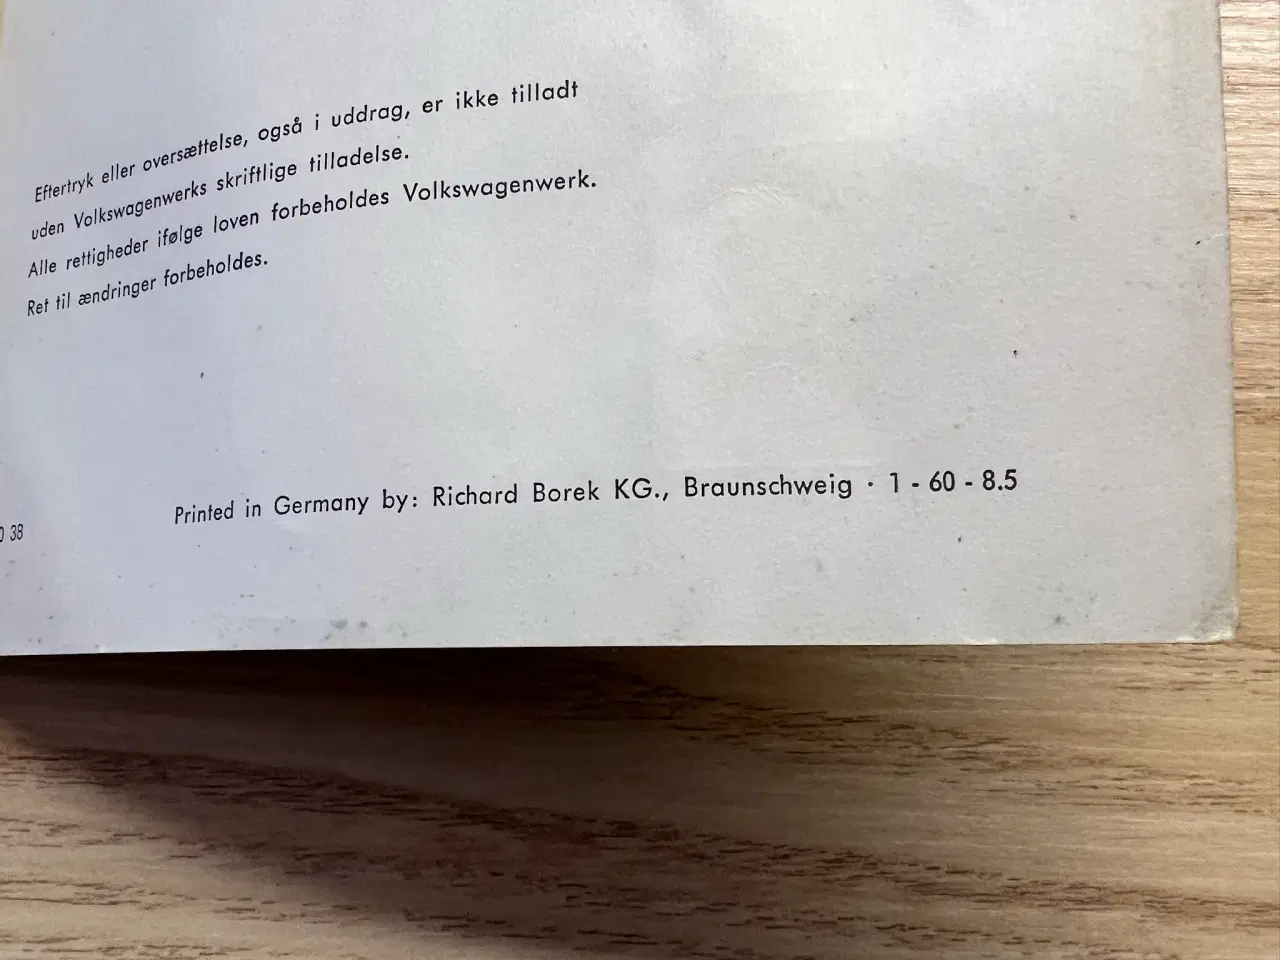 Eftertryk eller oversættelse, også i uddrag, er ikke tilladt
uden Volkswagenwerks skriftlige tilladelse.
Alle rettigheder ifølge loven forbeholdes Volkswagenwerk.
Ret til ændringer forbeholdes.
Printed in Germany by: Richard Borek KG., Braunschweig · 1 - 60 - 8.5
38